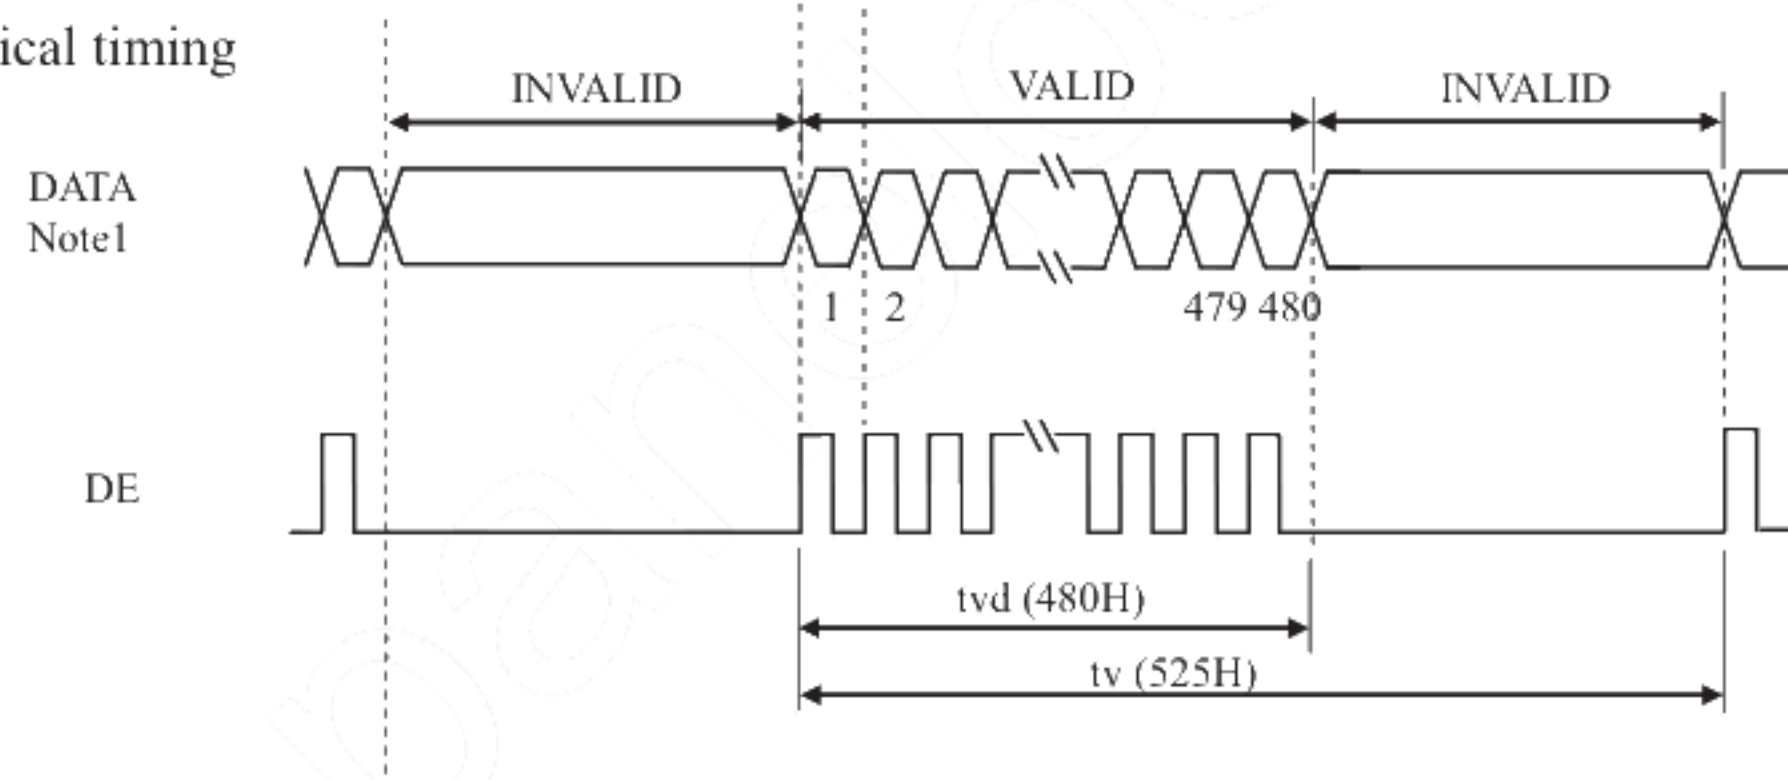 ical timing
INVALID VALID INVALID
DATA
Note1
1 2 479 480
DE
tvd (480H)
tv (525H)